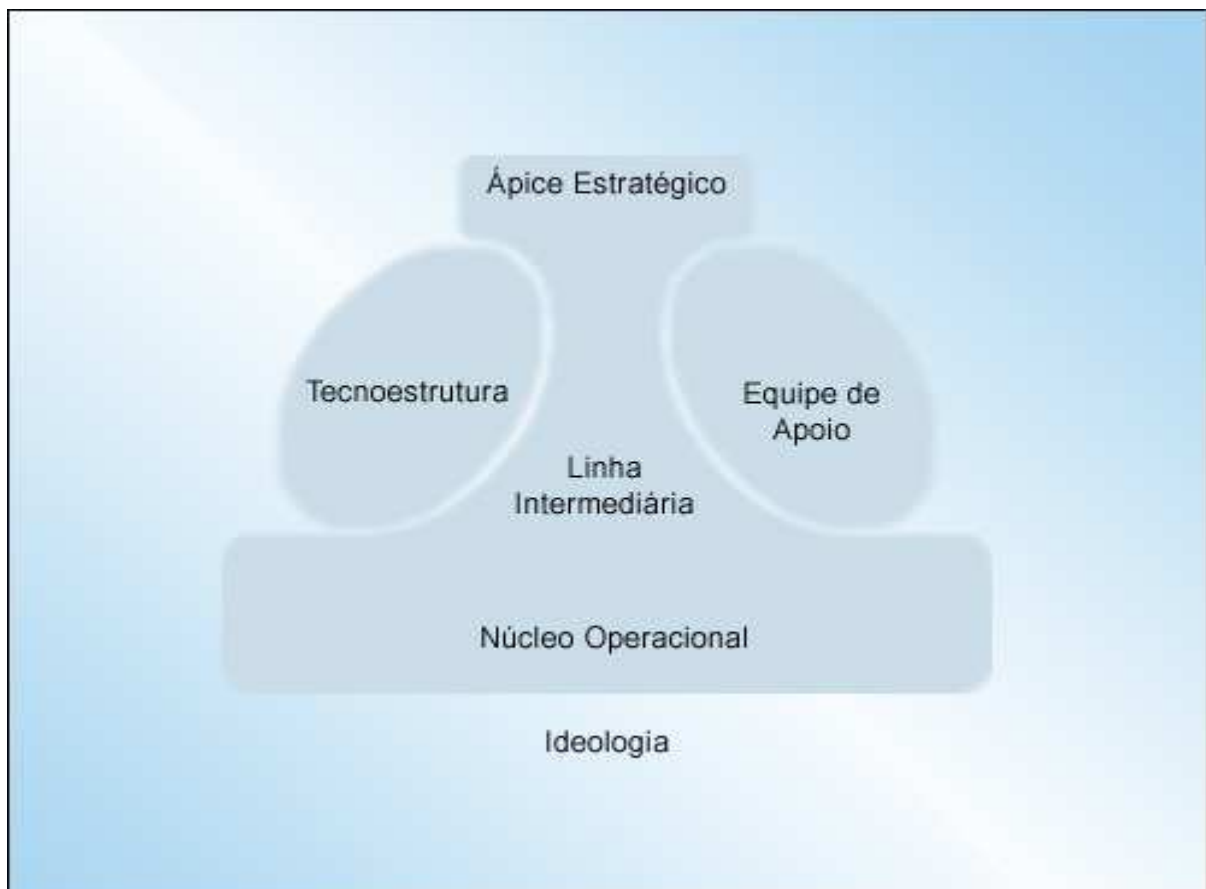 Ápice Estratégico
Tecnoestrutura
Equipe de
Apoio
Linha
Intermediária
Núcleo Operacional
Ideologia